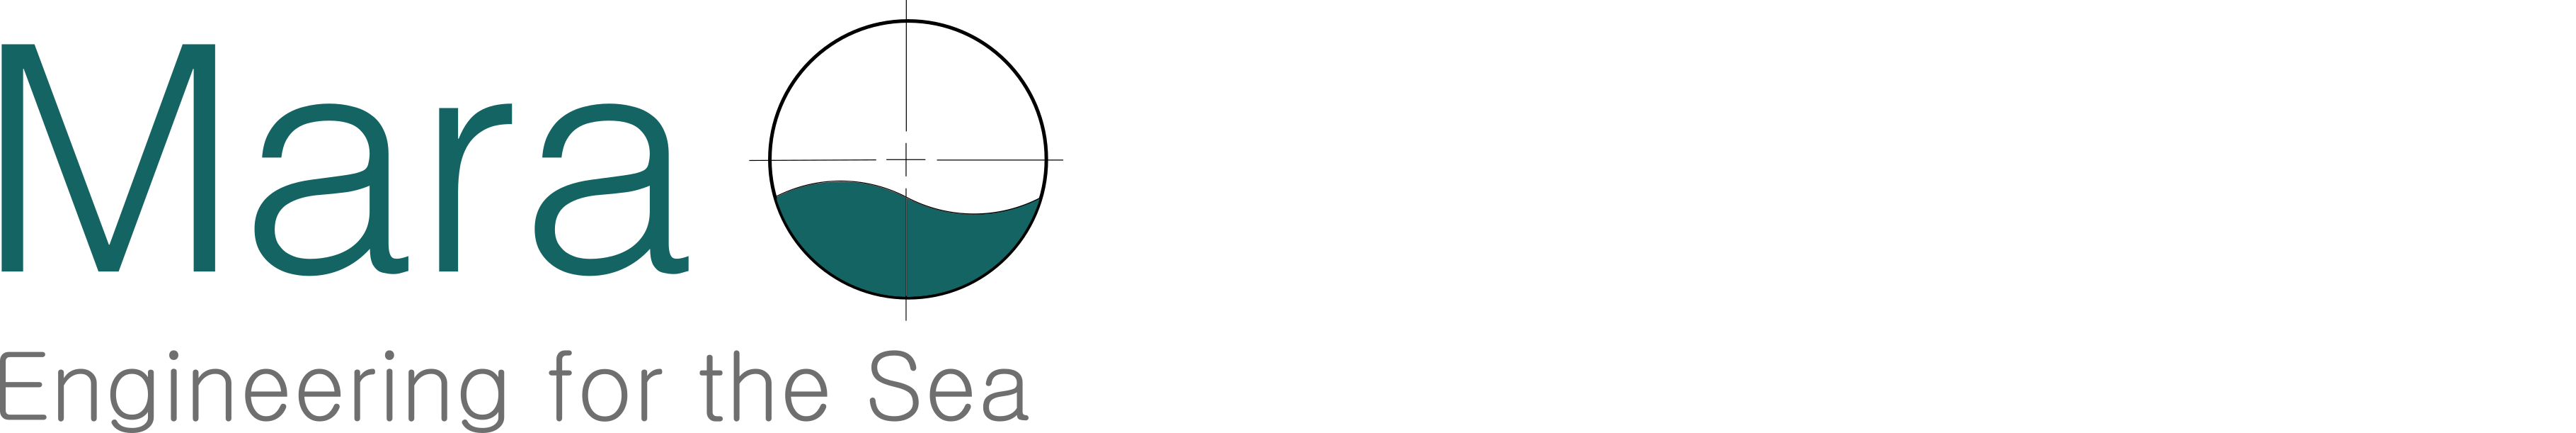 Mara
Engineering for the Sea